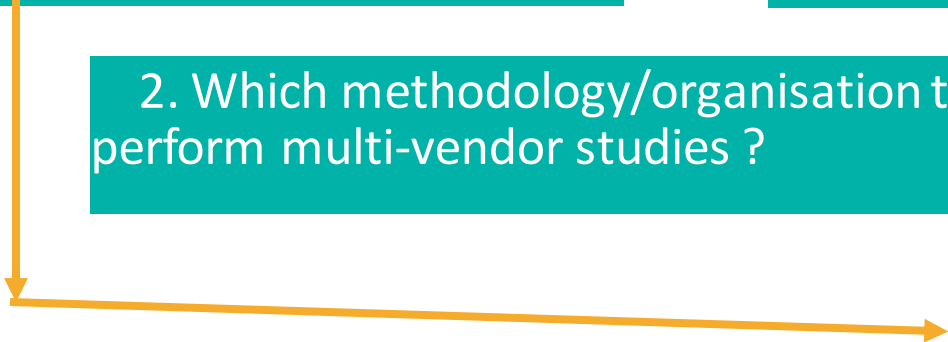 2. Which methodology/organisation t
perform multi-vendor studies ?